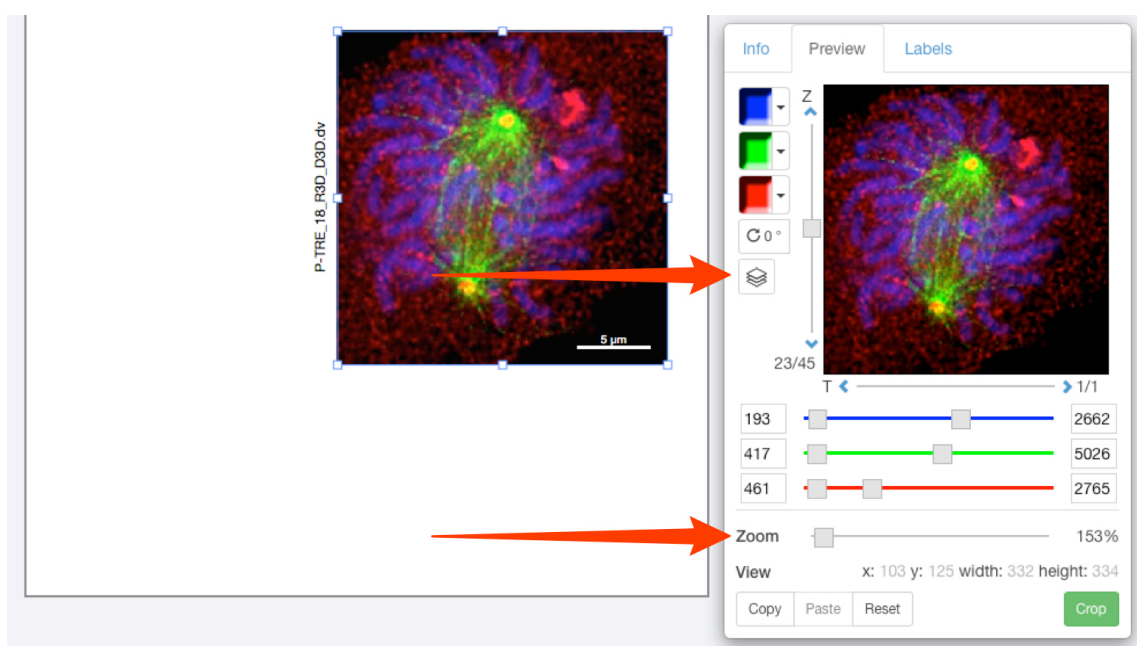 P-TRE_18_R3D_D3D.dv
5 µm
Info Preview Labels
Z
0 °
23/45
T 1/1
193 2662
417 5026
461 2765
Zoom 153%
View x: 103 y: 125 width: 332 height: 334
Copy Paste Reset Crop